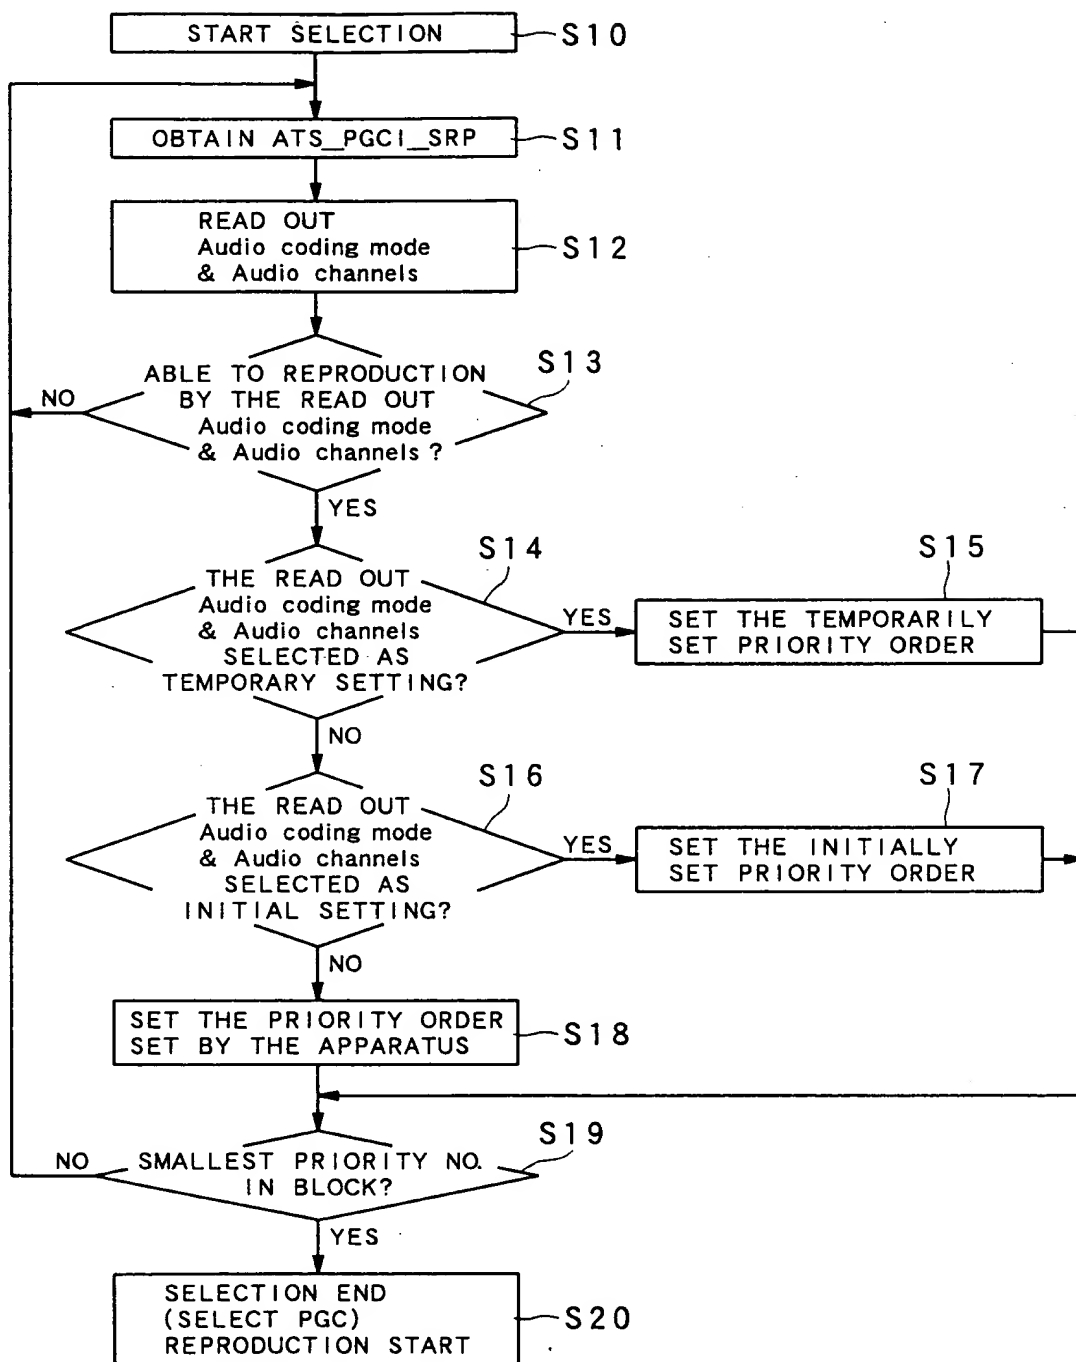 START SELECTION
S10
OBTAIN ATS_PGCI_SRP
S11
READ OUT
Audio coding mode
& Audio channels
S12
ABLE TO REPRODUCTION
BY THE READ OUT
Audio coding mode
& Audio channels?
S13
NO
YES
THE READ OUT
Audio coding mode
& Audio channels
SELECTED AS
TEMPORARY SETTING?
S14
YES
NO
SET THE TEMPORARILY
SET PRIORITY ORDER
S15
THE READ OUT
Audio coding mode
& Audio channels
SELECTED AS
INITIAL SETTING?
S16
YES
NO
SET THE INITIALLY
SET PRIORITY ORDER
S17
SET THE PRIORITY ORDER
SET BY THE APPARATUS
S18
SMALLEST PRIORITY NO.
IN BLOCK?
S19
NO
YES
SELECTION END
(SELECT PGC)
REPRODUCTION START
S20